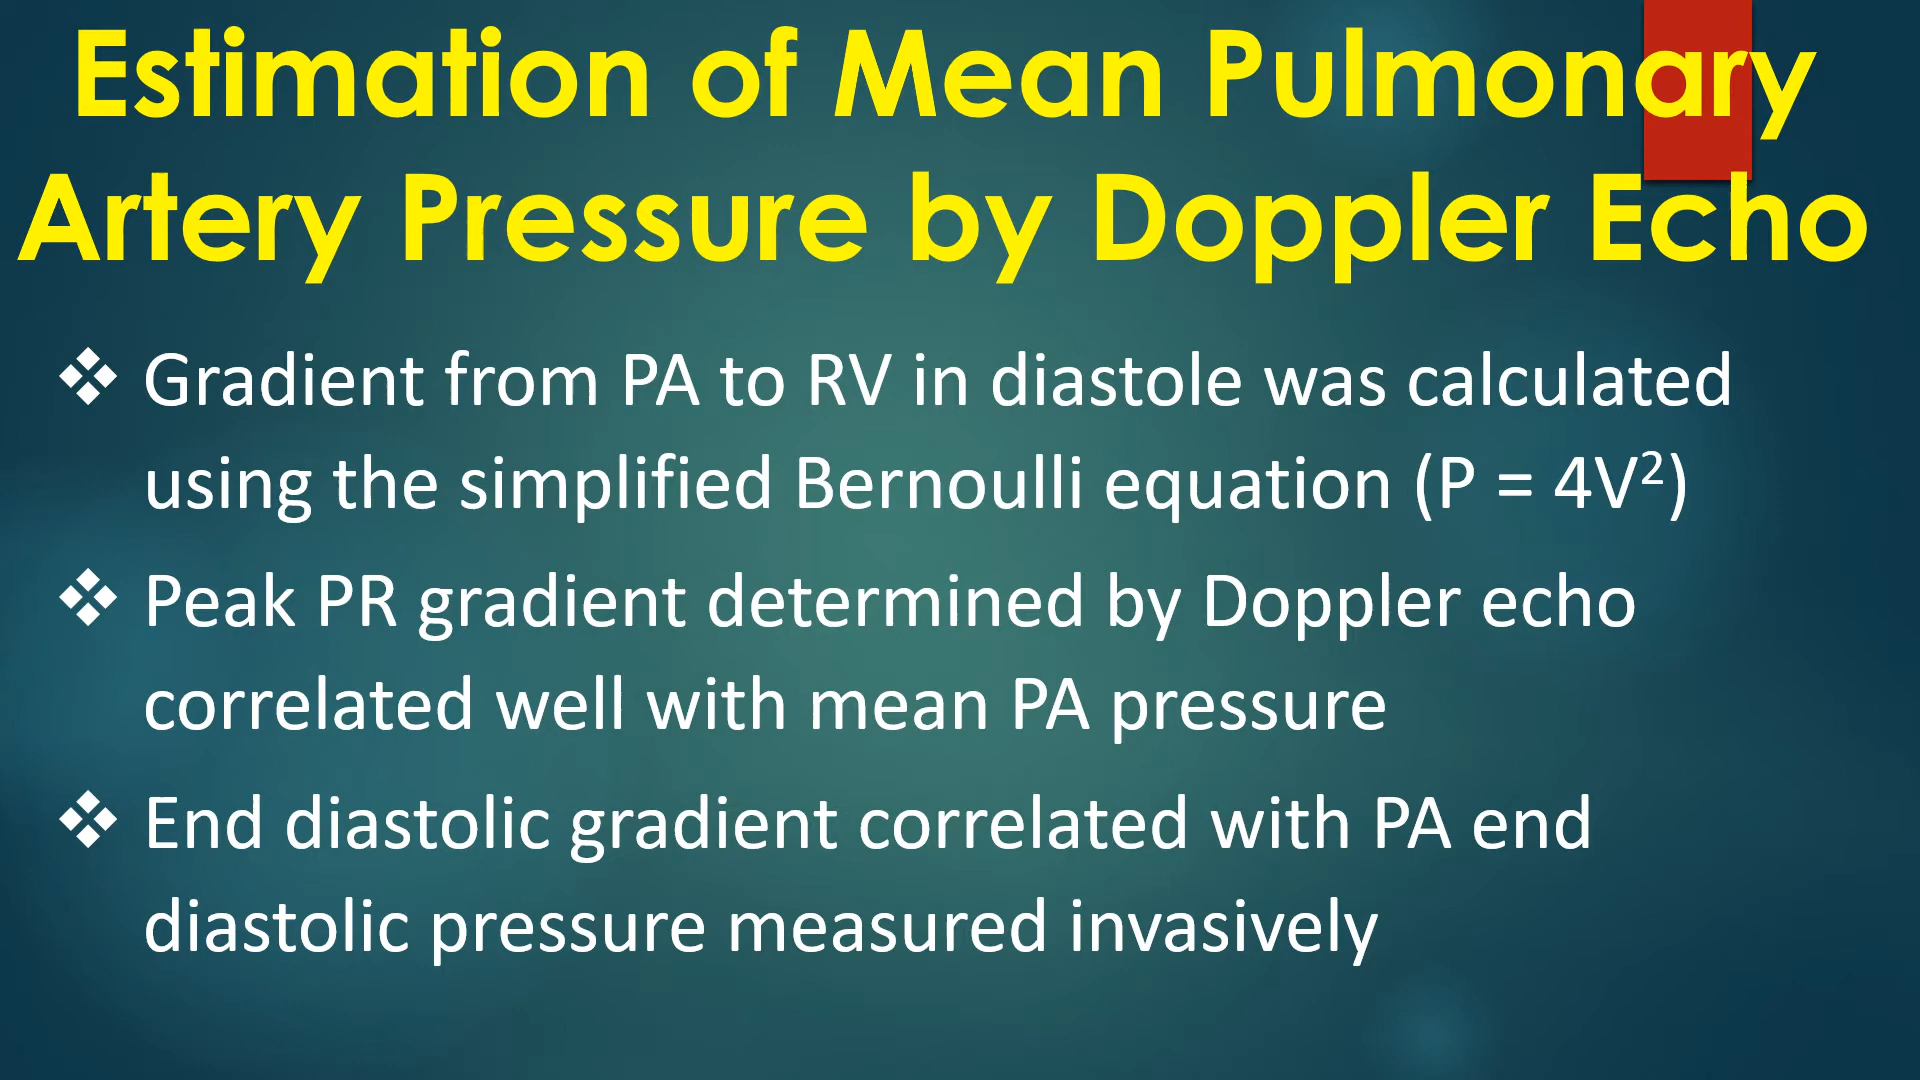 Estimation of Mean Pulmonary
Artery Pressure by Doppler Echo
❖ Gradient from PA to RV in diastole was calculated
using the simplified Bernoulli equation (P = 4V²)
❖ Peak PR gradient determined by Doppler echo
correlated well with mean PA pressure
❖ End diastolic gradient correlated with PA end
diastolic pressure measured invasively